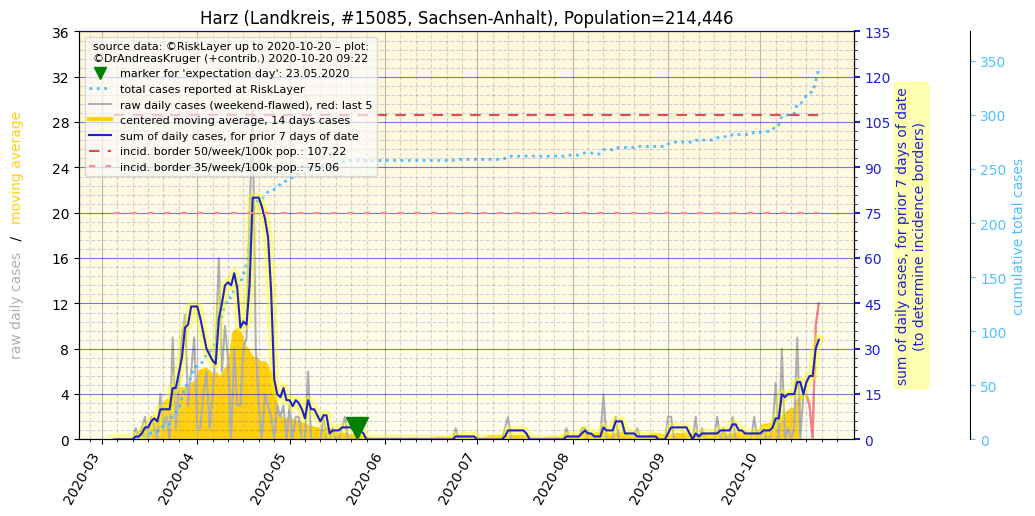 Harz (Landkreis, #15085, Sachsen-Anhalt), Population=214,446
source data: ©RiskLayer up to 2020-10-20 – plot:
©DrAndreasKruger (+contrib.) 2020-10-20 09:22
marker for 'expectation day': 23.05.2020
total cases reported at RiskLayer
raw daily cases (weekend-flawed), red: last 5
centered moving average, 14 days cases
sum of daily cases, for prior 7 days of date
incid. border 50/week/100k pop.: 107.22
incid. border 35/week/100k pop.: 75.06
raw daily cases / moving average
36
32
28
24
20
16
12
8
4
0
2020-03
2020-04
2020-05
2020-06
2020-07
2020-08
2020-09
2020-10
135
120
105
90
75
60
45
30
15
0
sum of daily cases, for prior 7 days of date
(to determine incidence borders)
350
300
250
200
150
100
50
0
cumulative total cases